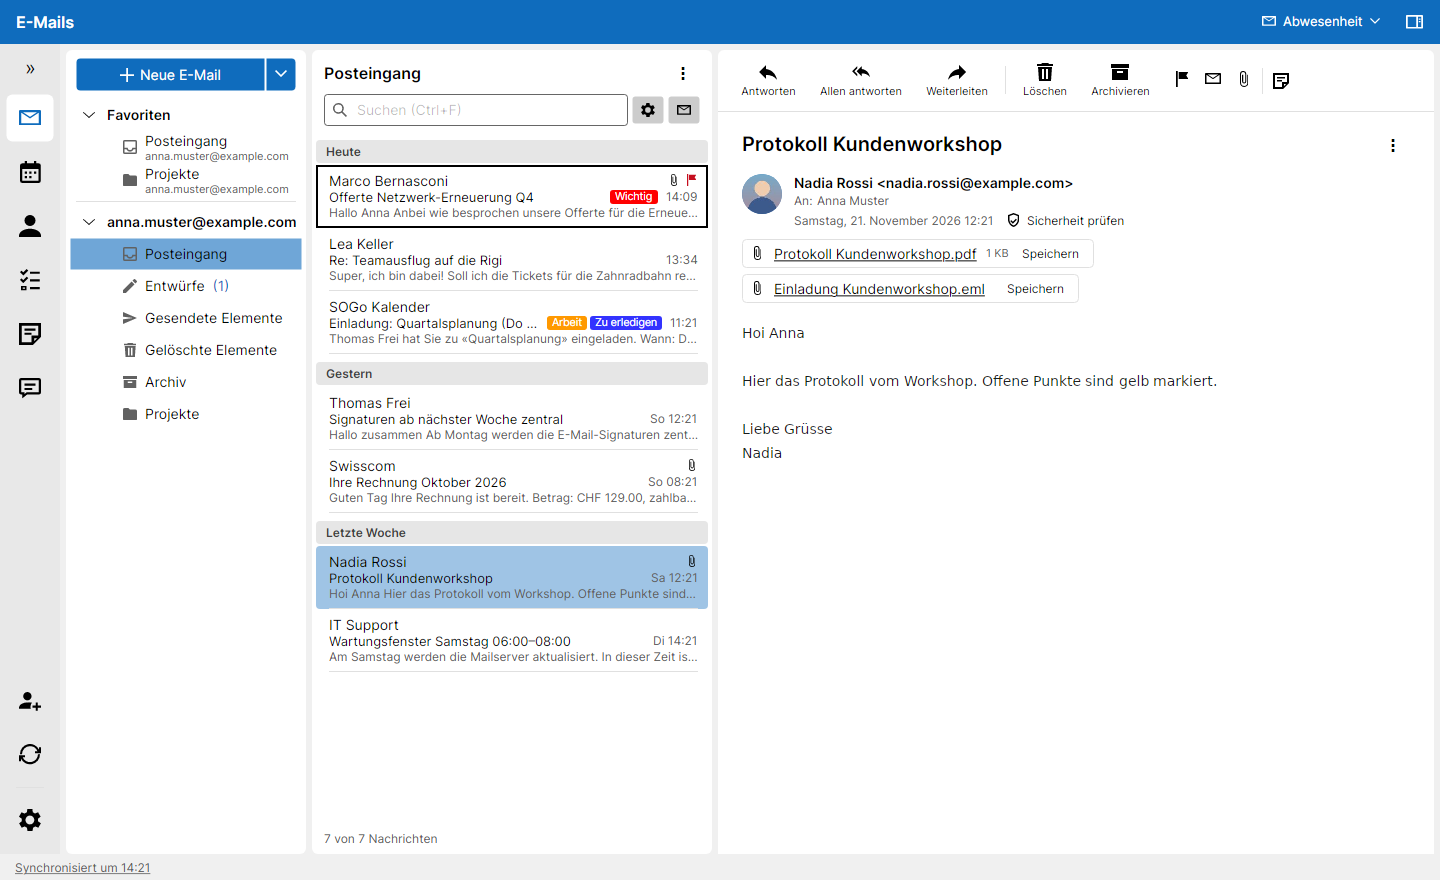 E-Mails
Abwesenheit
»
Neue E-Mail
Favoriten
Posteingang
anna.muster@example.com
Projekte
anna.muster@example.com
anna.muster@example.com
Posteingang
Entwürfe (1)
Gesendete Elemente
Gelöschte Elemente
Archiv
Projekte
Posteingang
Suchen (Ctrl+F)
Heute
Marco Bernasconi
Offerte Netzwerk-Erneuerung Q4 Wichtig 14:09
Hallo Anna Anbei wie besprochen unsere Offerte für die Erneue...
Lea Keller
Re: Teamausflug auf die Rigi 13:34
Super, ich bin dabei! Soll ich die Tickets für die Zahnradbahn re...
SOGo Kalender
Einladung: Quartalsplanung (Do ... Arbeit Zu erledigen 11:21
Thomas Frei hat Sie zu «Quartalsplanung» eingeladen. Wann: D...
Gestern
Thomas Frei
Signaturen ab nächster Woche zentral So 12:21
Hallo zusammen Ab Montag werden die E-Mail-Signaturen zent...
Swisscom
Ihre Rechnung Oktober 2026 So 08:21
Guten Tag Ihre Rechnung ist bereit. Betrag: CHF 129.00, zahlba...
Letzte Woche
Nadia Rossi
Protokoll Kundenworkshop Sa 12:21
Hoi Anna Hier das Protokoll vom Workshop. Offene Punkte sind...
IT Support
Wartungsfenster Samstag 06:00–08:00 Di 14:21
Am Samstag werden die Mailserver aktualisiert. In dieser Zeit is...
7 von 7 Nachrichten
Antworten Allen antworten Weiterleiten Löschen Archivieren
Protokoll Kundenworkshop
Nadia Rossi <nadia.rossi@example.com>
An: Anna Muster
Samstag, 21. November 2026 12:21 Sicherheit prüfen
Protokoll Kundenworkshop.pdf 1 KB Speichern
Einladung Kundenworkshop.eml Speichern
Hoi Anna
Hier das Protokoll vom Workshop. Offene Punkte sind gelb markiert.
Liebe Grüsse
Nadia
Synchronisiert um 14:21